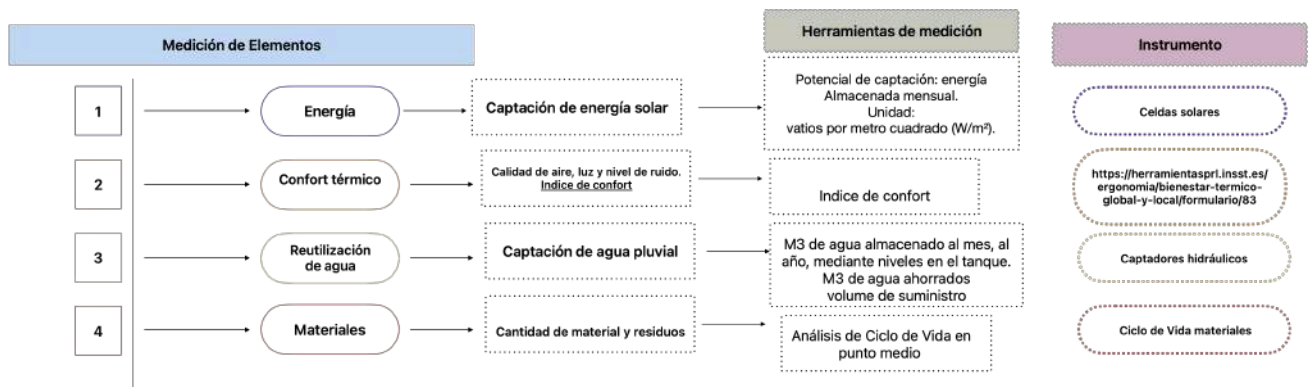 Medición de Elementos
Herramientas de medición
Instrumento
1
Energía
Captación de energía solar
Potencial de captación: energía
Almacenada mensual.
Unidad:
vatios por metro cuadrado (W/m²).
Celdas solares
2
Confort térmico
Calidad de aire, luz y nivel de ruido.
Indice de confort
Indice de confort
https://herramientasprl.insst.es/
ergonomia/bienestar-termico-
global-y-local/formulario/83
3
Reutilización
de agua
Captación de agua pluvial
M3 de agua almacenado al mes, al
año, mediante niveles en el tanque.
M3 de agua ahorrados
volume de suministro
Captadores hidráulicos
4
Materiales
Cantidad de material y residuos
Análisis de Ciclo de Vida en
punto medio
Ciclo de Vida materiales